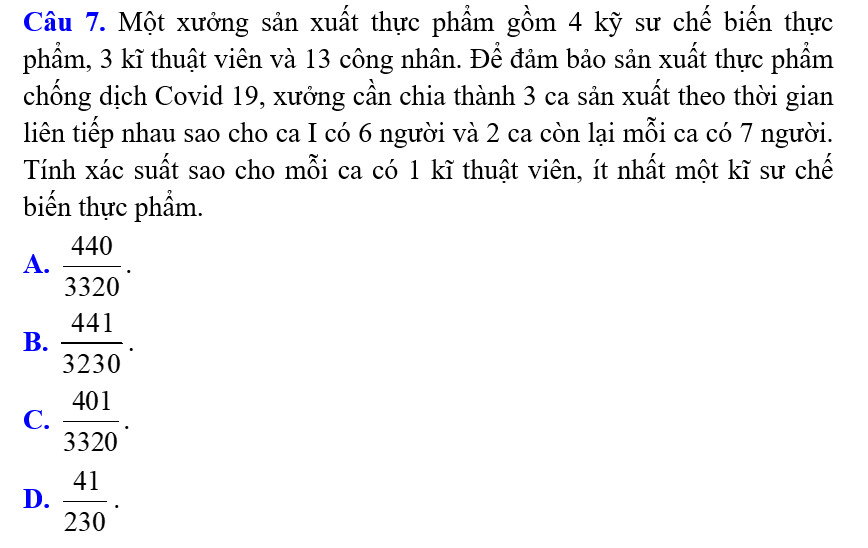 Câu 7. Một xưởng sản xuất thực phẩm gồm 4 kỹ sư chế biến thực
phẩm, 3 kĩ thuật viên và 13 công nhân. Để đảm bảo sản xuất thực phẩm
chống dịch Covid 19, xưởng cần chia thành 3 ca sản xuất theo thời gian
liên tiếp nhau sao cho ca I có 6 người và 2 ca còn lại mỗi ca có 7 người.
Tính xác suất sao cho mỗi ca có 1 kĩ thuật viên, ít nhất một kĩ sư chế
biến thực phẩm.
A. 440/3320.
B. 441/3230.
C. 401/3320.
D. 41/230.